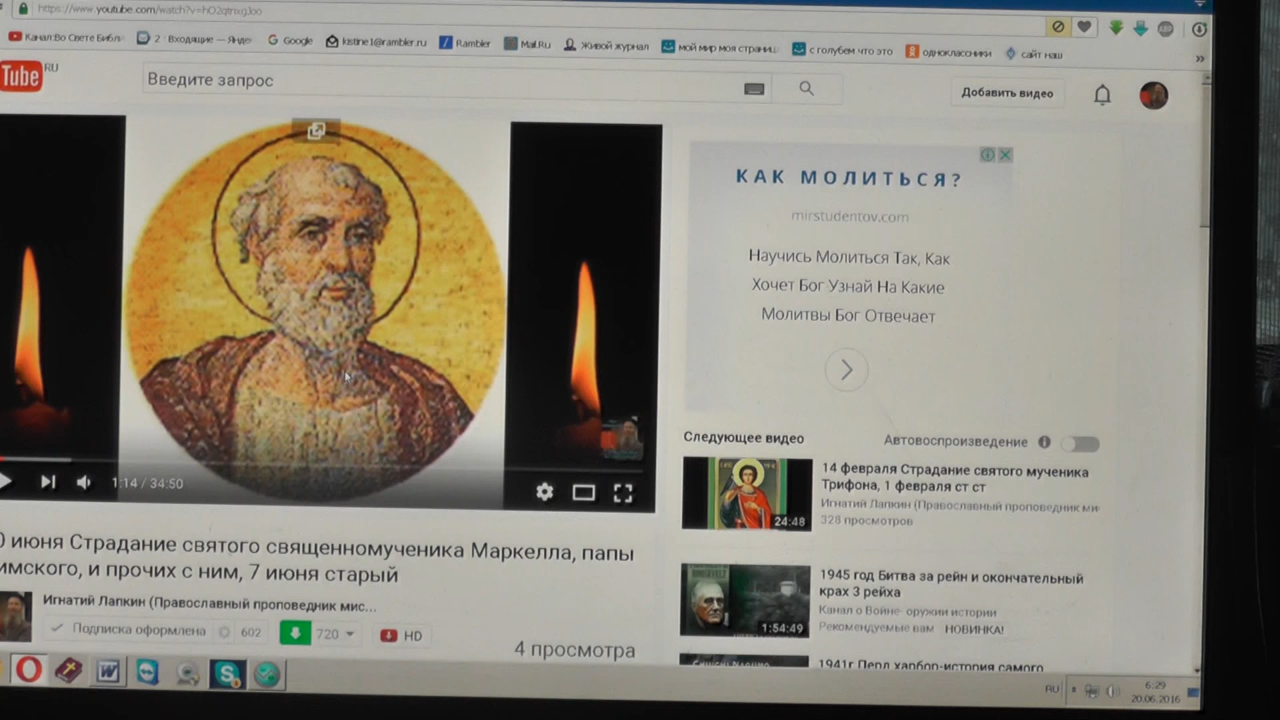 https://www.youtube.com/watch?v=
Канал:Во Свете Библ
2 · Входящие — Янде
Google
kistine1@rambler.ru
Rambler
Mail.Ru
живой журнал
мой мир моя страниц
с голубем что это
одноклассники
сайт наш
»
Tube RU
Введите запрос
Добавить видео
КАК МОЛИТЬСЯ?
mirstudentov.com
Научись Молиться Так, Как
Хочет Бог Узнай На Какие
Молитвы Бог Отвечает
1:14 / 34:50
Следующее видео
Автовоспроизведение
14 февраля Страдание святого мученика
Трифона, 1 февраля ст ст
Игнатий Лапкин (Православный проповедник ми
328 просмотров
24:48
1945 год Битва за рейн и окончательный
крах 3 рейха
Канал о Войне- оружии истории
Рекомендуемые вам НОВИНКА!
1:54:49
1941г Перл харбор-история самого
0 июня Страдание святого священномученика Маркелла, папы
имского, и прочих с ним, 7 июня старый
Игнатий Лапкин (Православный проповедник мис...
Подписка оформлена 602
720
HD
4 просмотра
RU
6:29
20.06.2016